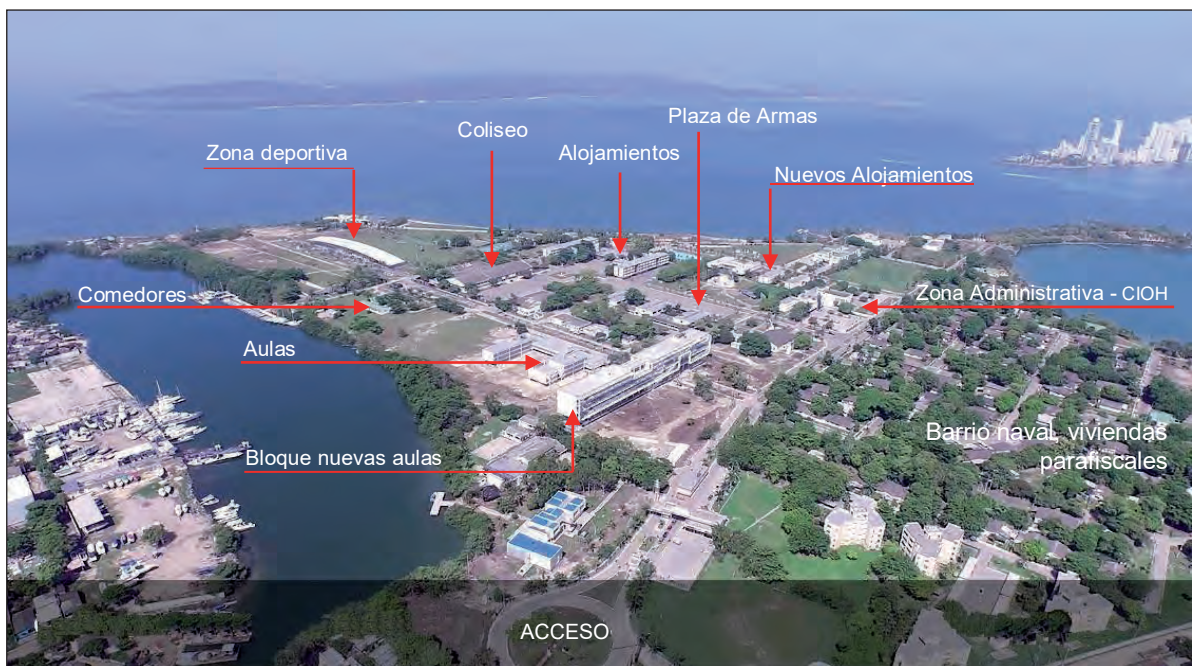 Plaza de Armas
Coliseo
Zona deportiva
Alojamientos
Nuevos Alojamientos
Comedores
Zona Administrativa - CIOH
Aulas
Barrio naval, viviendas
parafiscales
Bloque nuevas aulas
ACCESO